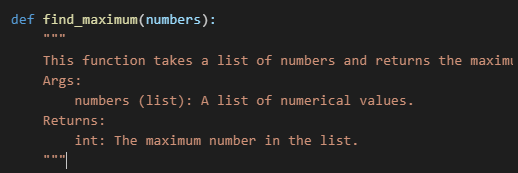 def find_maximum(numbers):
    """
    This function takes a list of numbers and returns the
    Args:
        numbers (list): A list of numerical values.
    Returns:
        int: The maximum number in the list.
    """